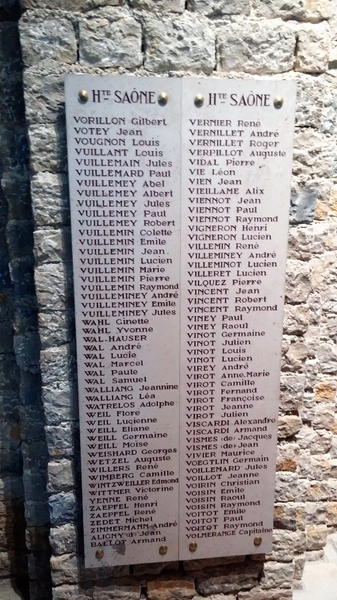 Hᵀᴱ SAÔNE
VORILLON Gilbert
VOTEY Jean
VOUGNON Louis
VUILLANT Louis
VUILLEMAIN Jules
VUILLEMARD Paul
VUILLEMEY Abel
VUILLEMEY Albert
VUILLEMEY Jules
VUILLEMEY Paul
VUILLEMEY Robert
VUILLEMIN Colette
VUILLEMIN Emile
VUILLEMIN Jean
VUILLEMIN Lucien
VUILLEMIN Marie
VUILLEMIN Pierre
VUILLEMIN Raymond
VUILLEMINEY André
VUILLEMINEY Emile
VUILLEMINEY Jules
WAHL Ginette
WAHL Yvonne
WAL-HAUSER
WAL André
WAL Lucie
WAL Marcel
WAL Paule
WAL Samuel
WALLIANG Jeannine
WALLIANG Léa
WATRELOS Adolphe
WEIL Flore
WEIL Lucienne
WEILL Eliane
WEILL Germaine
WEILL Moïse
WEISHARD Georges
WETZEL Auguste
WILLERS René
WIMBERG Camille
WINTZWEILLER Edmond
WITTMER Victorine
YENNE René
ZAEPFEL Henri
ZAEPFEL René
ZEDET Michel
ZIMMERMANN André
ALIGNY d' Jean
BALLOT Armand
Hᵀᴱ SAÔNE
VERNIER René
VERNILLET André
VERNILLET Roger
VERPILLOT Auguste
VIDAL Pierre
VIE Léon
VIEN Jean
VIEILLAME Alix
VIENNOT Jean
VIENNOT Paul
VIENNOT Raymond
VIGNERON Henri
VIGNERON Lucien
VILLENIN René
VILLEMINEY André
VILLEMINOT Lucien
VILLERET Lucien
VILQUEZ Pierre
VINCENT Jean
VINCENT Robert
VINCENT Raymond
VINEY Paul
VINEY Raoul
VINOT Germaine
VINOT Julien
VINOT Louis
VINOT Lucien
VIREY André
VIROT Anne.Marie
VIROT Camille
VIROT Fernand
VIROT Françoise
VIROT Jeanne
VIROT Julien
VISCARDI Alexandre
VISCARDI Armand
VISMES (de) Jacques
VISMES (de) Jean
VIVIER Maurice
VOEGTLIN Germain
VOILLEMARD Jules
VOILLOT Jeanne
VOIRIN Christian
VOISIN Emile
VOISIN Raoul
VOISIN Raymond
VOITOT Emile
VOITOT Paul
VOITOT Raymond
VOLMERANGE Capitaine